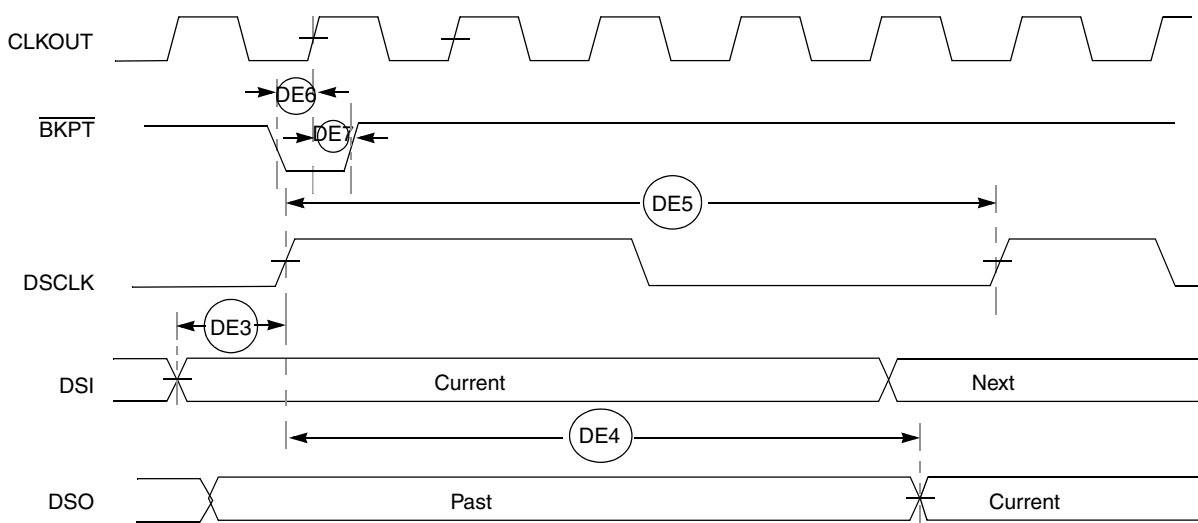 CLKOUT
DE6
BKPT
DE7
DE5
DSCLK
DE3
DSI
Current
Next
DE4
DSO
Past
Current